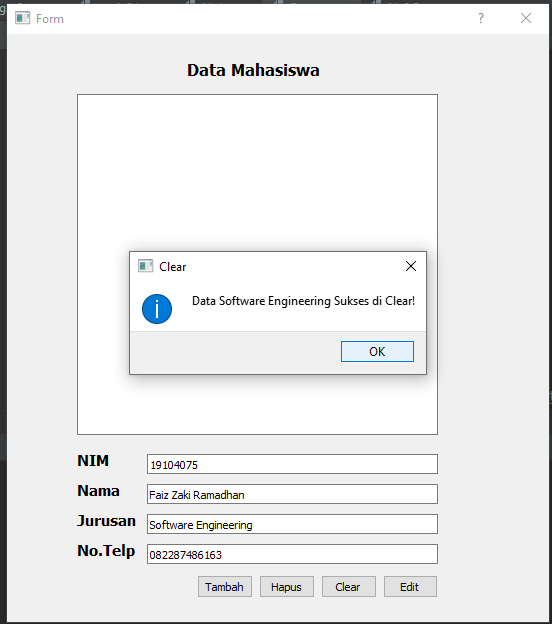 Form
?
Data Mahasiswa
Clear
Data Software Engineering Sukses di Clear!
OK
NIM 19104075
Nama Faiz Zaki Ramadhan
Jurusan Software Engineering
No.Telp 082287486163
Tambah Hapus Clear Edit